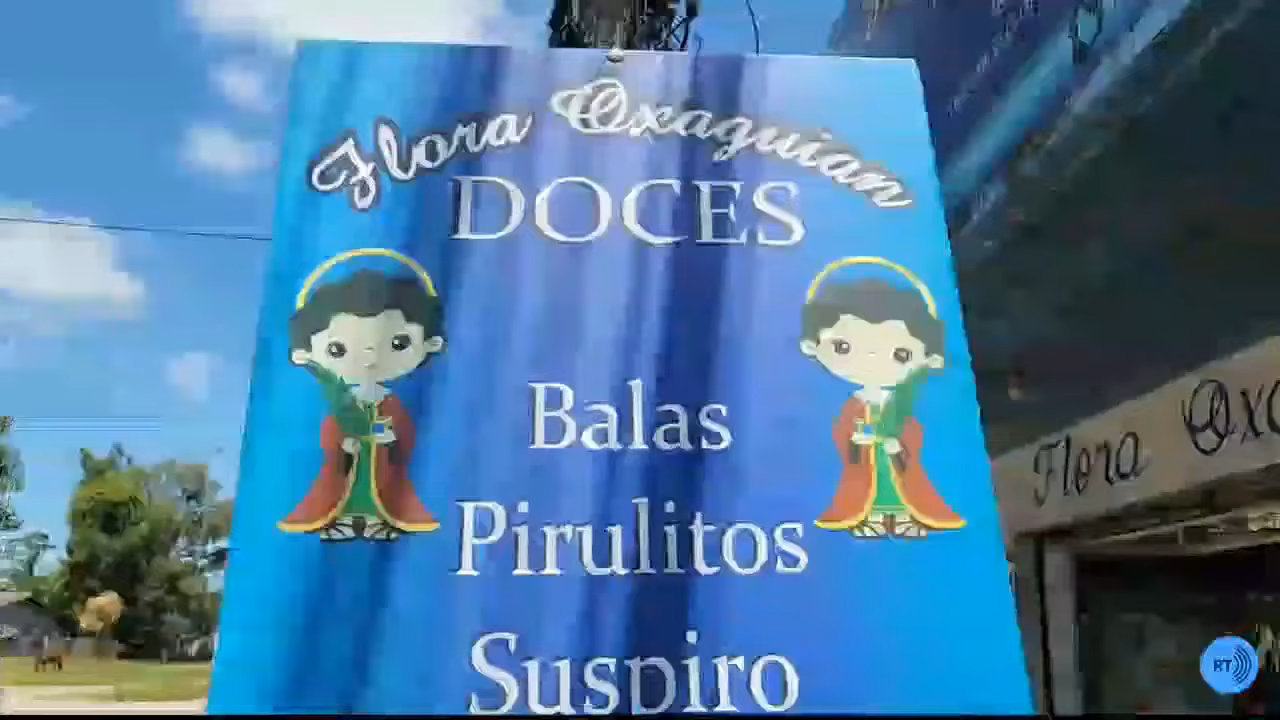 Flora Oxaguian
DOCES
Balas
Pirulitos
Suspiro
Flora
RT